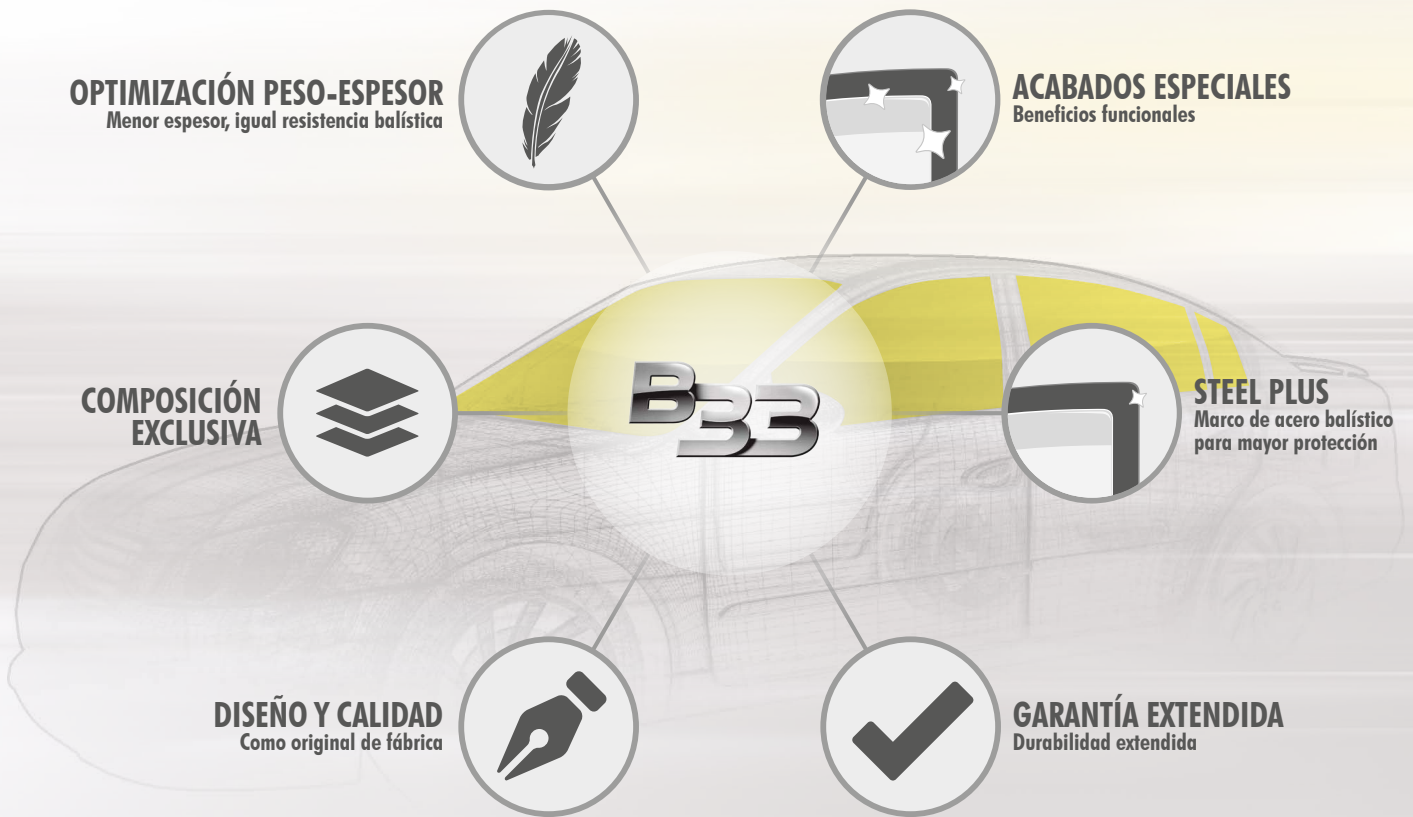 OPTIMIZACIÓN PESO-ESPESOR
Menor espesor, igual resistencia balística
ACABADOS ESPECIALES
Beneficios funcionales
COMPOSICIÓN
EXCLUSIVA
B33
STEEL PLUS
Marco de acero balístico
para mayor protección
DISEÑO Y CALIDAD
Como original de fábrica
GARANTÍA EXTENDIDA
Durabilidad extendida